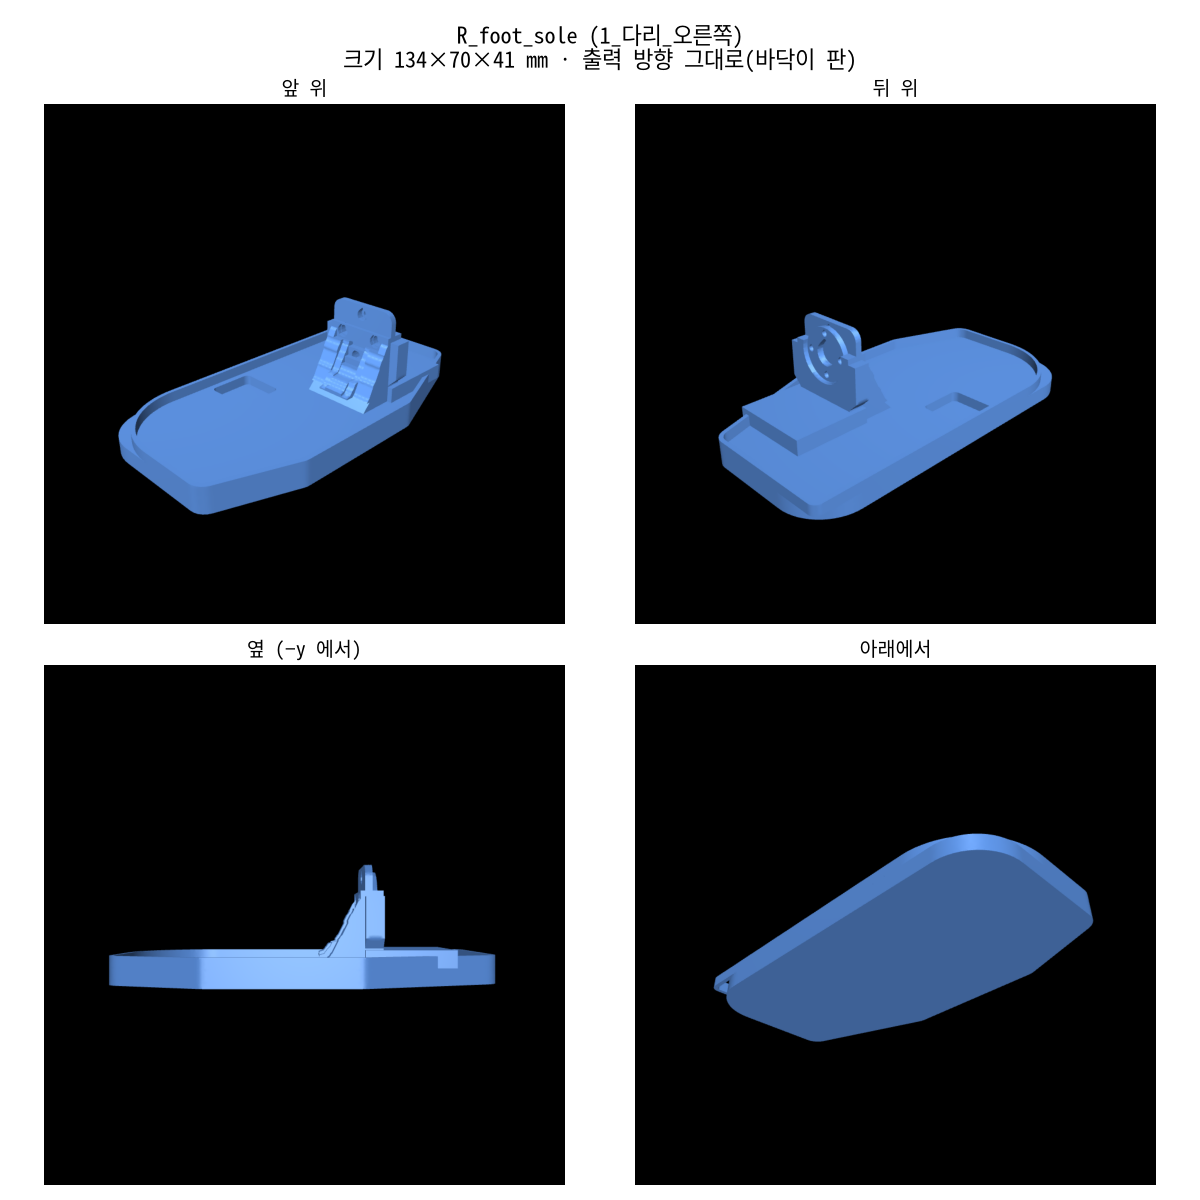 R_foot_sole (1_다리_오른쪽)
크기 134×70×41 mm · 출력 방향 그대로(바닥이 판)
앞 위
뒤 위
옆 (-y 에서)
아래에서